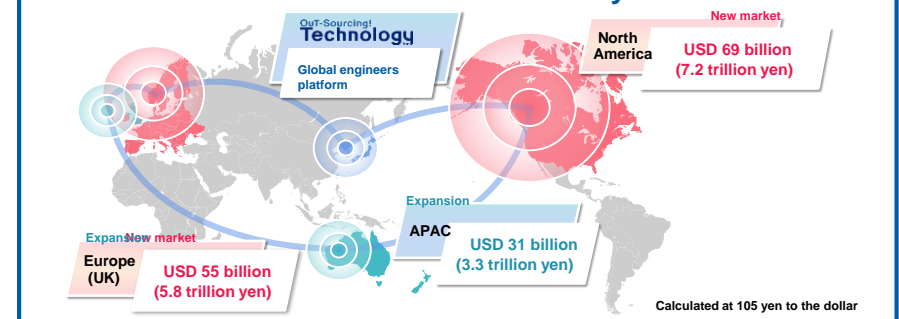 New market
North
America
USD 69 billion
(7.2 trillion yen)
OuT-Sourcing!
Technology
Global engineers
platform
Expansion
APAC
USD 31 billion
(3.3 trillion yen)
Expansion
New market
Europe
(UK)
USD 55 billion
(5.8 trillion yen)
Calculated at 105 yen to the dollar